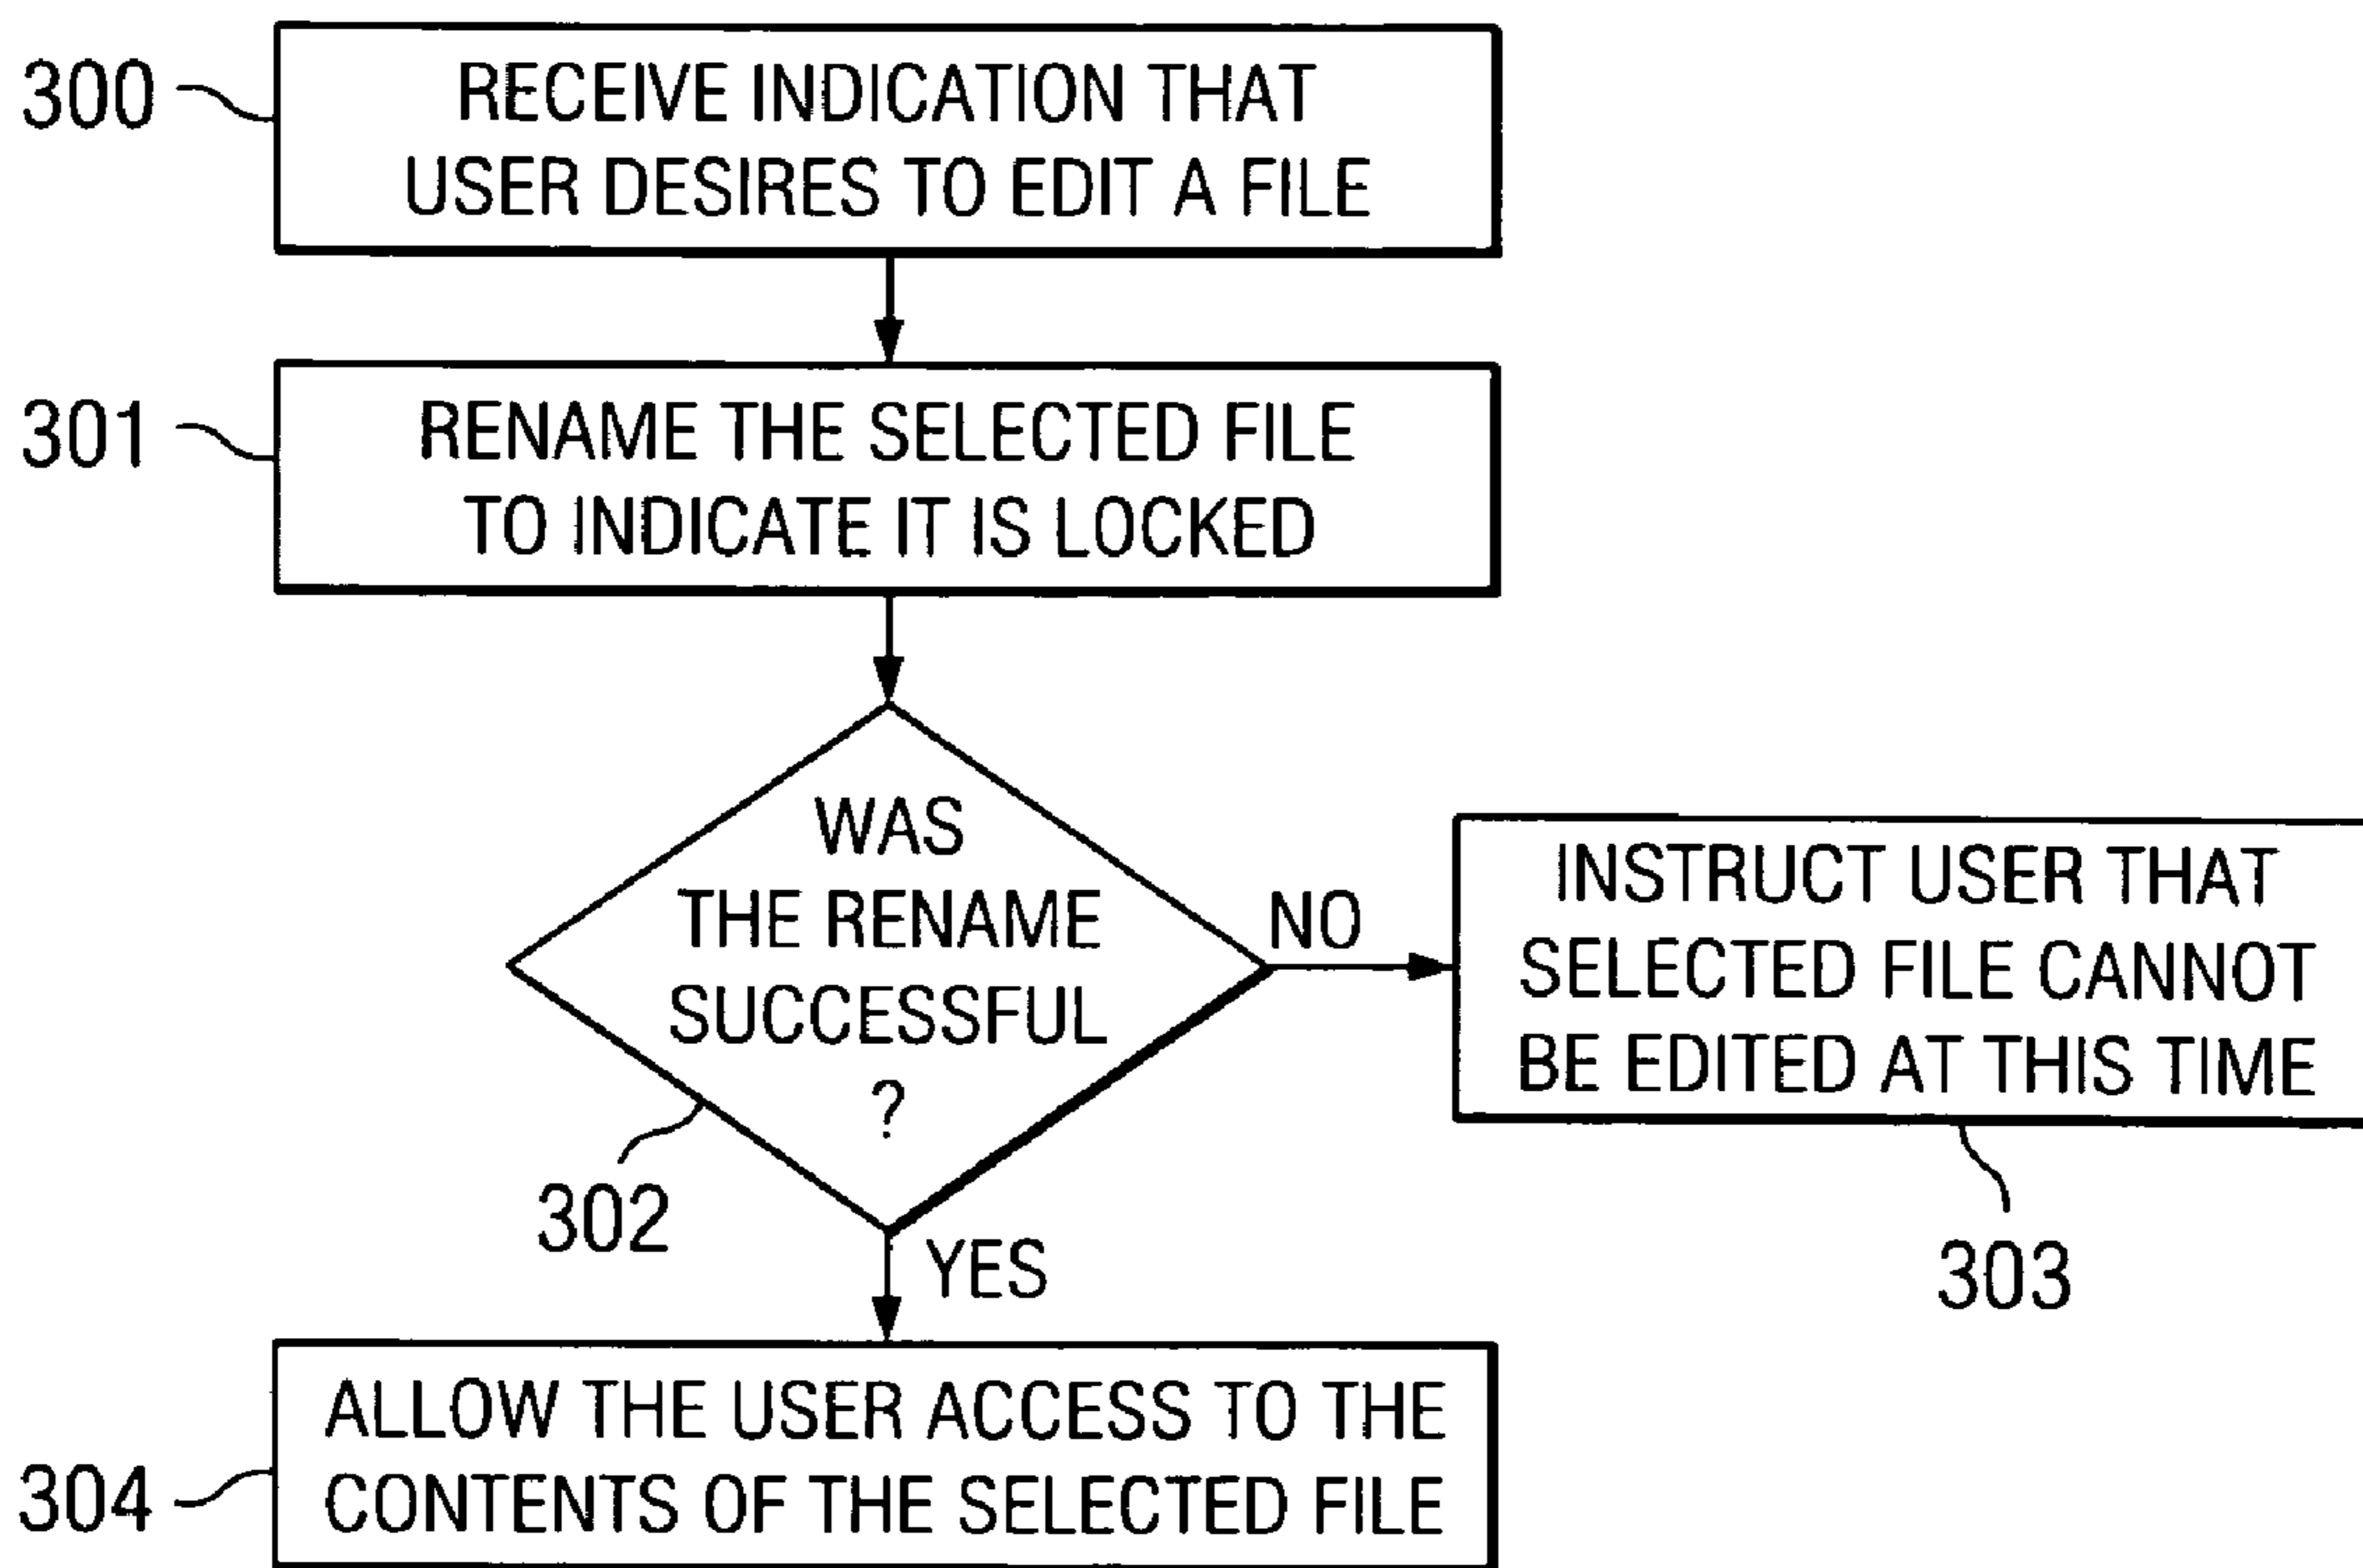 300
RECEIVE INDICATION THAT
USER DESIRES TO EDIT A FILE
301
RENAME THE SELECTED FILE
TO INDICATE IT IS LOCKED
WAS
THE RENAME
SUCCESSFUL
?
302
NO
INSTRUCT USER THAT
SELECTED FILE CANNOT
BE EDITED AT THIS TIME
303
YES
304
ALLOW THE USER ACCESS TO THE
CONTENTS OF THE SELECTED FILE